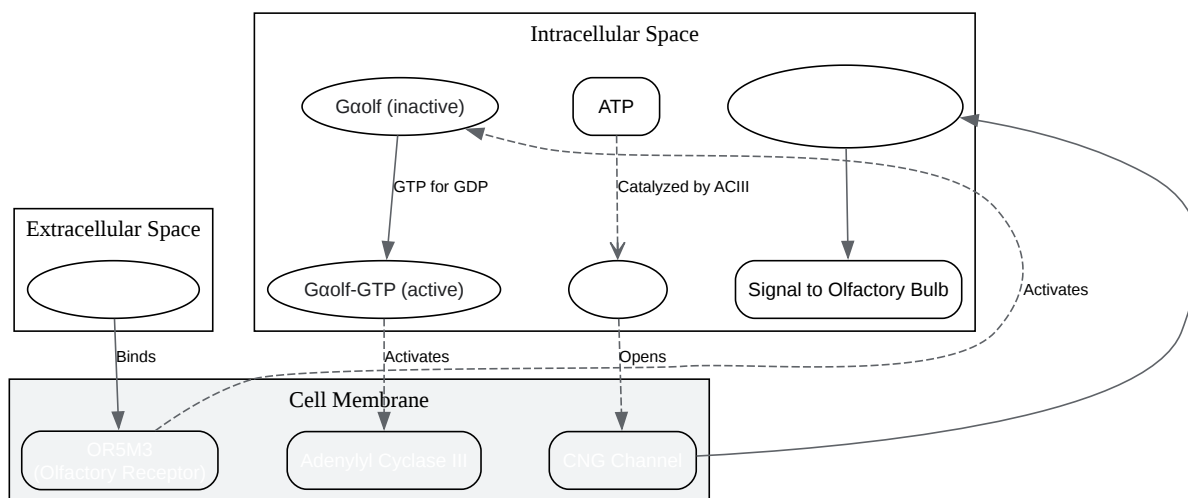 Intracellular Space
Gαolf (inactive)
ATP
GTP for GDP
Catalyzed by ACIII
Extracellular Space
Gαolf-GTP (active)
Signal to Olfactory Bulb
Activates
Binds
Activates
Opens
Cell Membrane
OR5M3
(Olfactory Receptor)
Adenylyl Cyclase III
CNG Channel